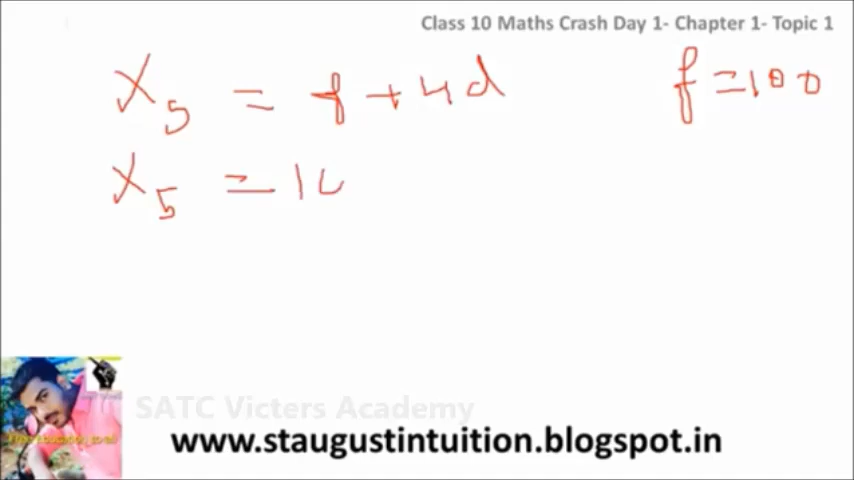 Class 10 Maths Crash Day 1- Chapter 1- Topic 1
X₅ = f + 4d
f = 100
X₅ = 10
SATC Victers Academy
www.staugustintuition.blogspot.in